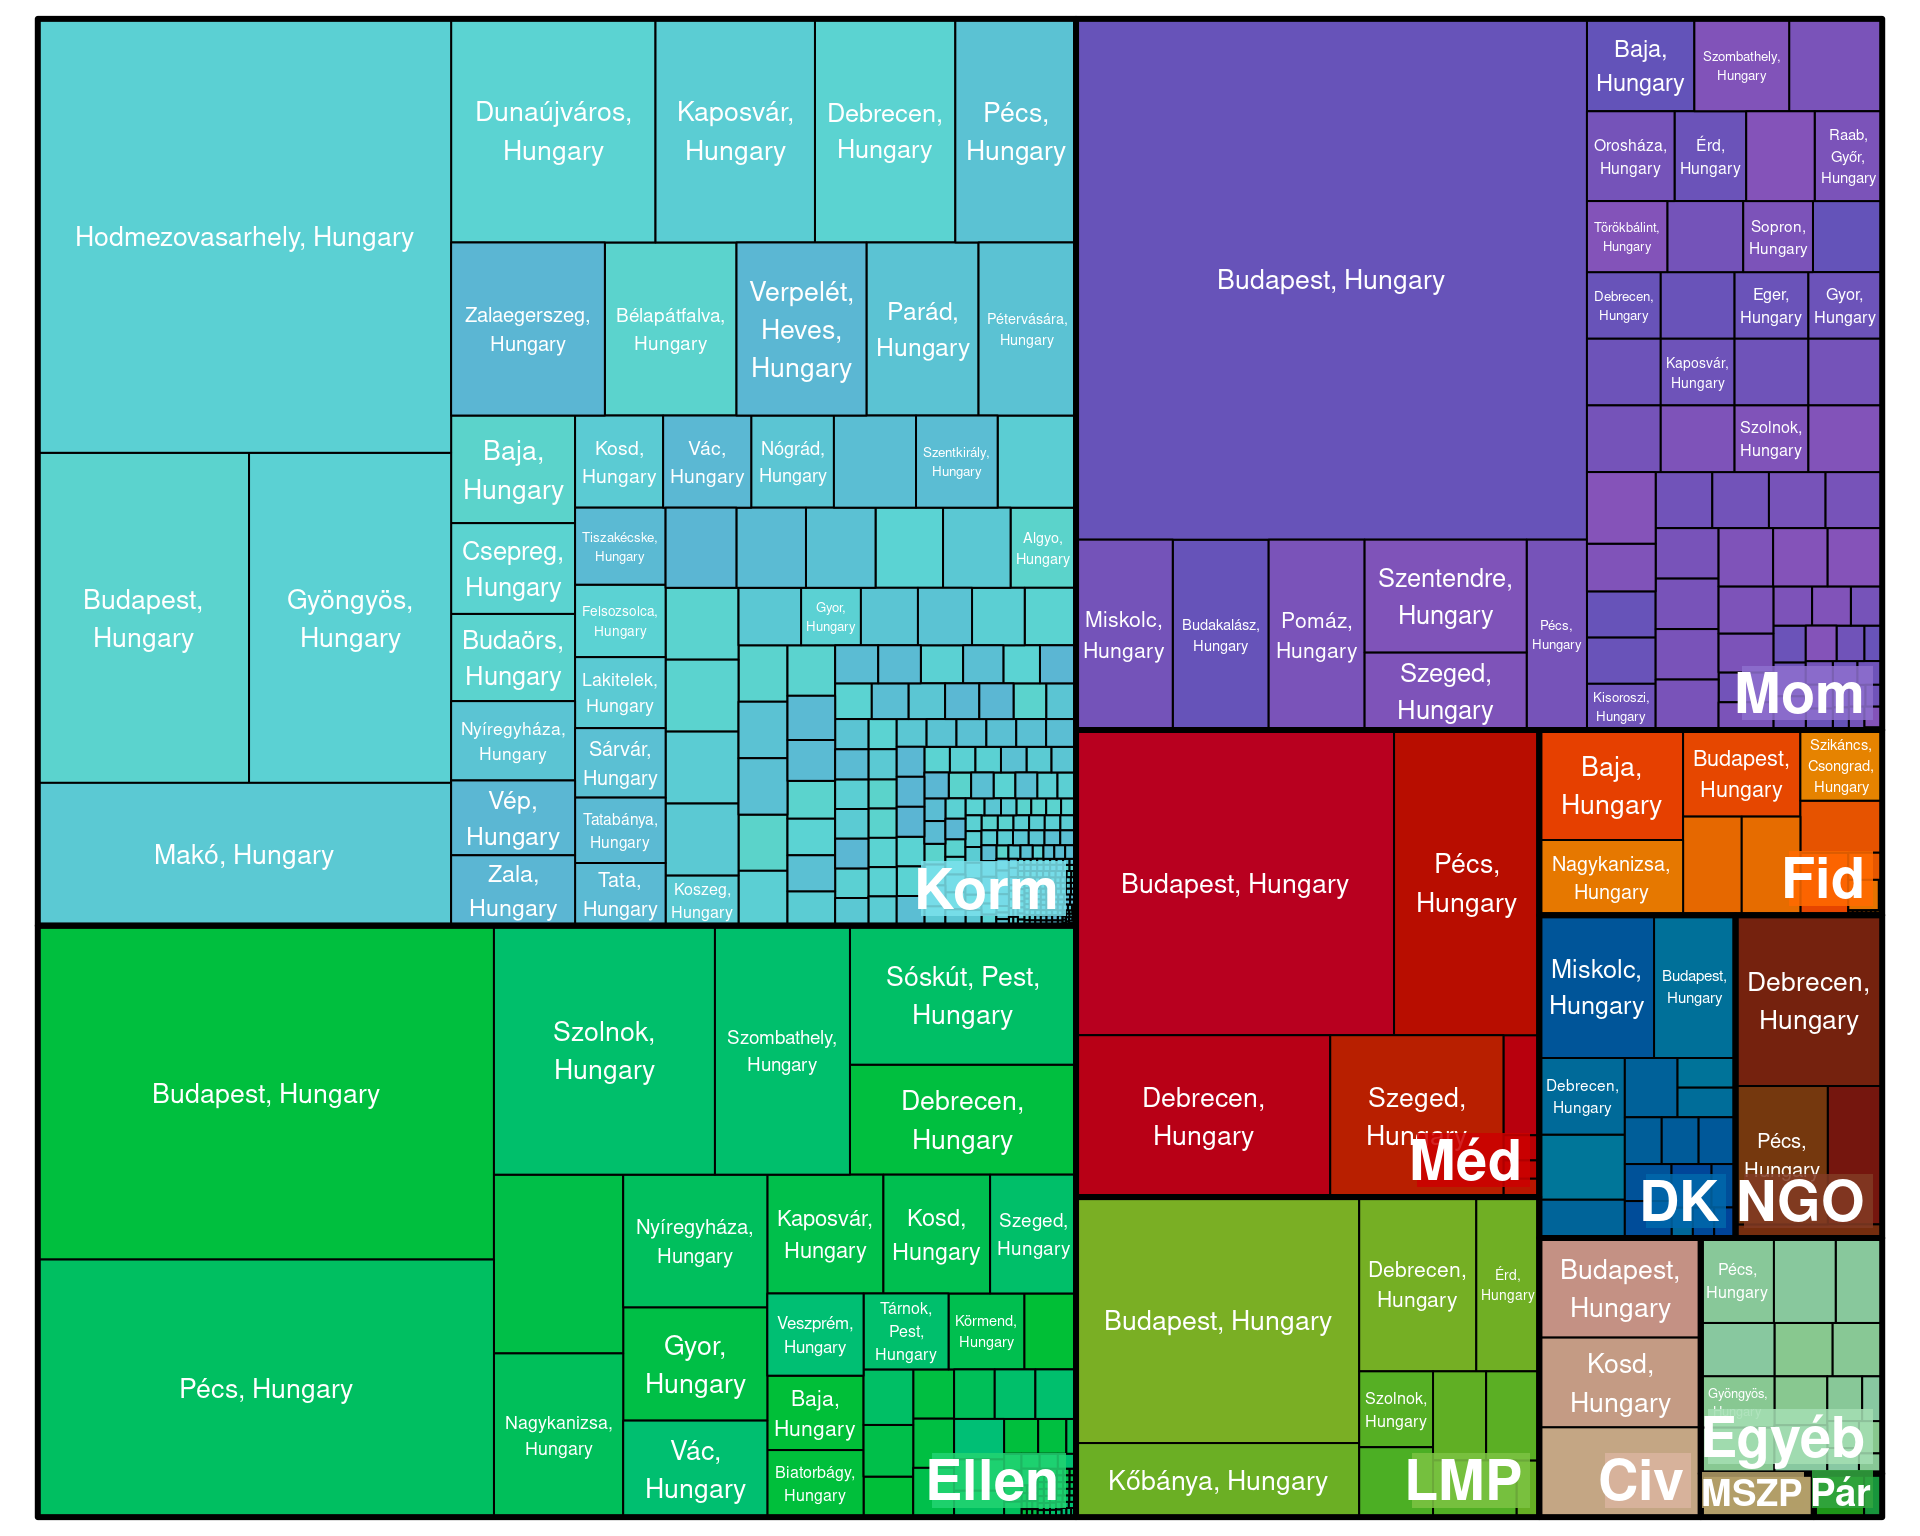 Hodmezovasarhely, Hungary
Budapest,
Hungary
Gyöngyös,
Hungary
Makó, Hungary
Dunaújváros,
Hungary
Kaposvár,
Hungary
Debrecen,
Hungary
Pécs,
Hungary
Zalaegerszeg,
Hungary
Bélapátfalva,
Hungary
Verpelét,
Heves,
Hungary
Parád,
Hungary
Pétervására,
Hungary
Baja,
Hungary
Csepreg,
Hungary
Budaörs,
Hungary
Nyíregyháza,
Hungary
Vép,
Hungary
Zala,
Hungary
Kosd,
Hungary
Vác,
Hungary
Nógrád,
Hungary
Szentkirály,
Hungary
Tiszakécske,
Hungary
Algyo,
Hungary
Felsozsolca,
Hungary
Gyor,
Hungary
Lakitelek,
Hungary
Sárvár,
Hungary
Tatabánya,
Hungary
Tata,
Hungary
Koszeg,
Hungary
Korm
Budapest, Hungary
Miskolc,
Hungary
Budakalász,
Hungary
Pomáz,
Hungary
Szentendre,
Hungary
Szeged,
Hungary
Pécs,
Hungary
Baja,
Hungary
Szombathely,
Hungary
Orosháza,
Hungary
Érd,
Hungary
Raab,
Győr,
Hungary
Törökbálint,
Hungary
Sopron,
Hungary
Debrecen,
Hungary
Eger,
Hungary
Gyor,
Hungary
Kaposvár,
Hungary
Szolnok,
Hungary
Kisoroszi,
Hungary
Mom
Budapest, Hungary
Pécs, Hungary
Szolnok,
Hungary
Szombathely,
Hungary
Sóskút, Pest,
Hungary
Debrecen,
Hungary
Nagykanizsa,
Hungary
Nyíregyháza,
Hungary
Gyor,
Hungary
Vác,
Hungary
Kaposvár,
Hungary
Kosd,
Hungary
Szeged,
Hungary
Veszprém,
Hungary
Tárnok,
Pest,
Hungary
Körmend,
Hungary
Baja,
Hungary
Biatorbágy,
Hungary
Ellen
Budapest, Hungary
Pécs,
Hungary
Debrecen,
Hungary
Szeged,
Hungary
Méd
Budapest, Hungary
Kőbánya, Hungary
Debrecen,
Hungary
Érd,
Hungary
Szolnok,
Hungary
LMP
Baja,
Hungary
Nagykanizsa,
Hungary
Budapest,
Hungary
Szikáncs,
Csongrad,
Hungary
Fid
Miskolc,
Hungary
Budapest,
Hungary
Debrecen,
Hungary
DK
Debrecen,
Hungary
Pécs,
Hungary
NGO
Budapest,
Hungary
Kosd,
Hungary
Civ
Pécs,
Hungary
Gyöngyös,
Hungary
Egyéb
MSZP
Pár